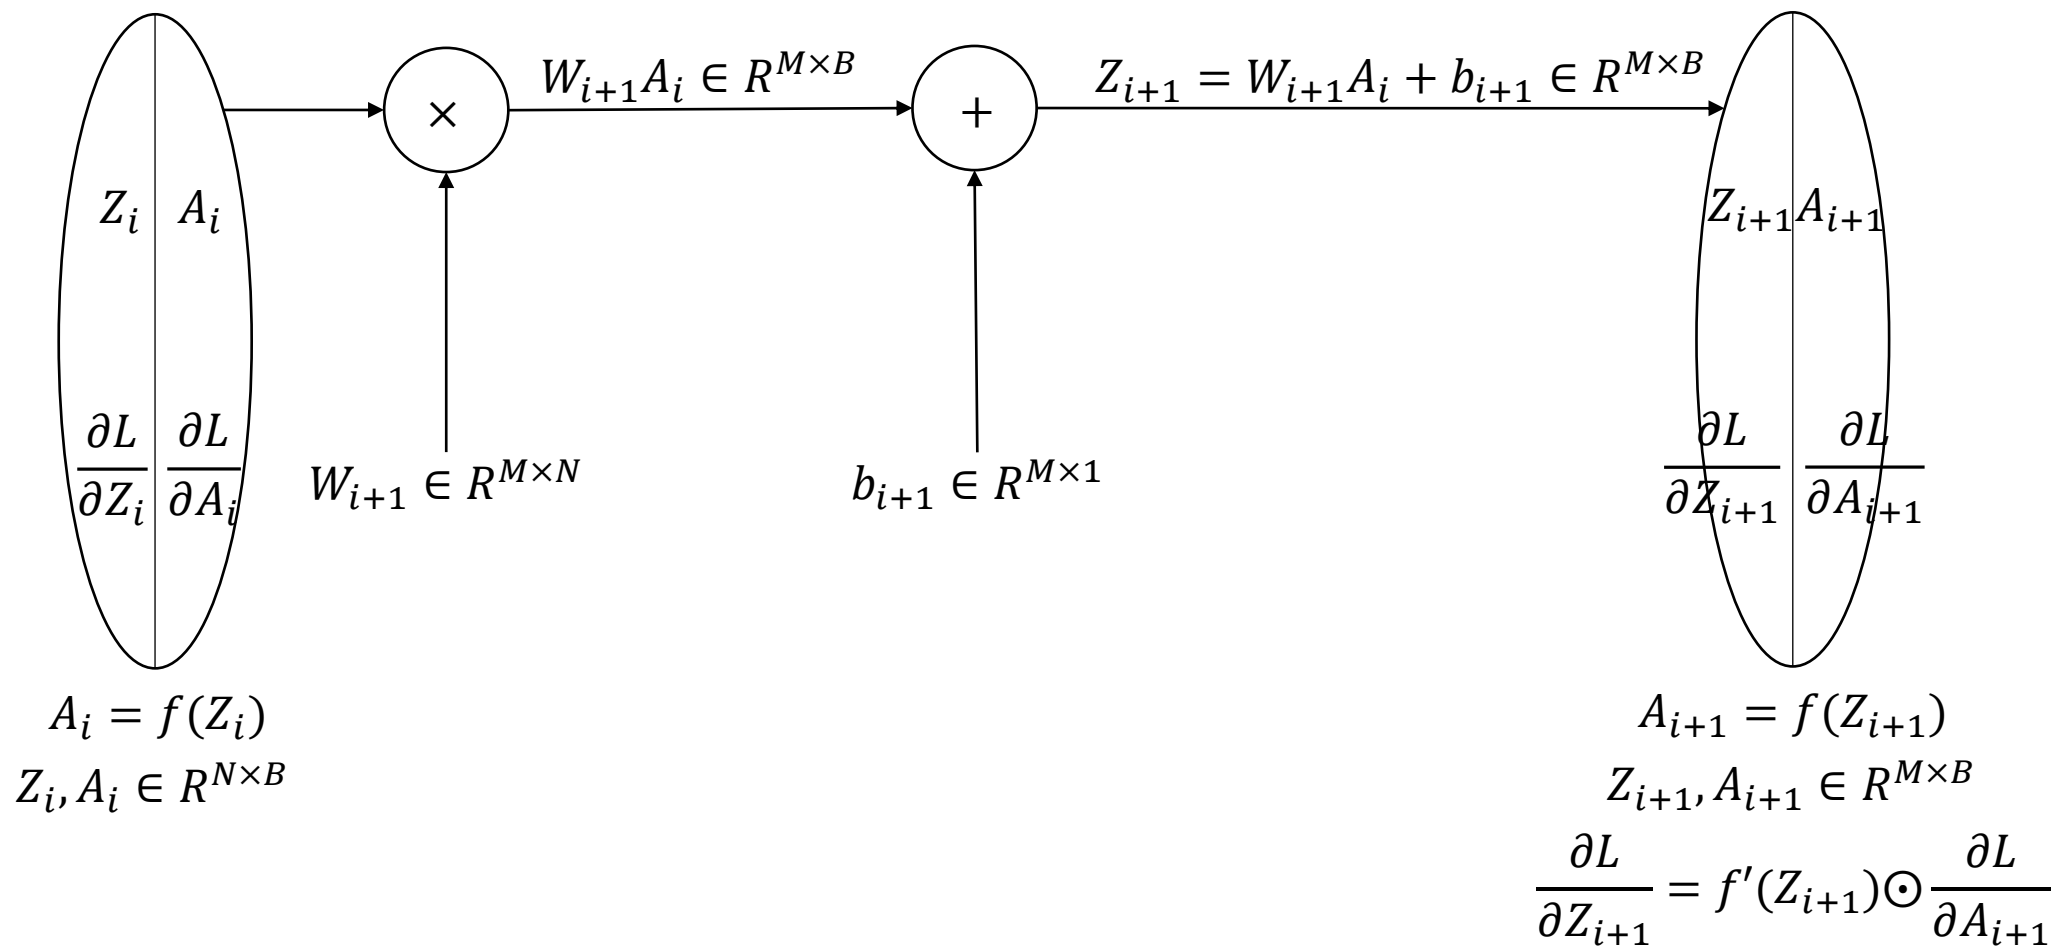 W_{i+1}A_i ∈ R^{M×B}
Z_{i+1} = W_{i+1}A_i + b_{i+1} ∈ R^{M×B}
×
+
Z_i A_i
Z_{i+1} A_{i+1}
∂L/∂Z_i ∂L/∂A_i
W_{i+1} ∈ R^{M×N}
b_{i+1} ∈ R^{M×1}
∂L/∂Z_{i+1} ∂L/∂A_{i+1}
A_i = f(Z_i)
Z_i, A_i ∈ R^{N×B}
A_{i+1} = f(Z_{i+1})
Z_{i+1}, A_{i+1} ∈ R^{M×B}
∂L/∂Z_{i+1} = f′(Z_{i+1})⊙ ∂L/∂A_{i+1}